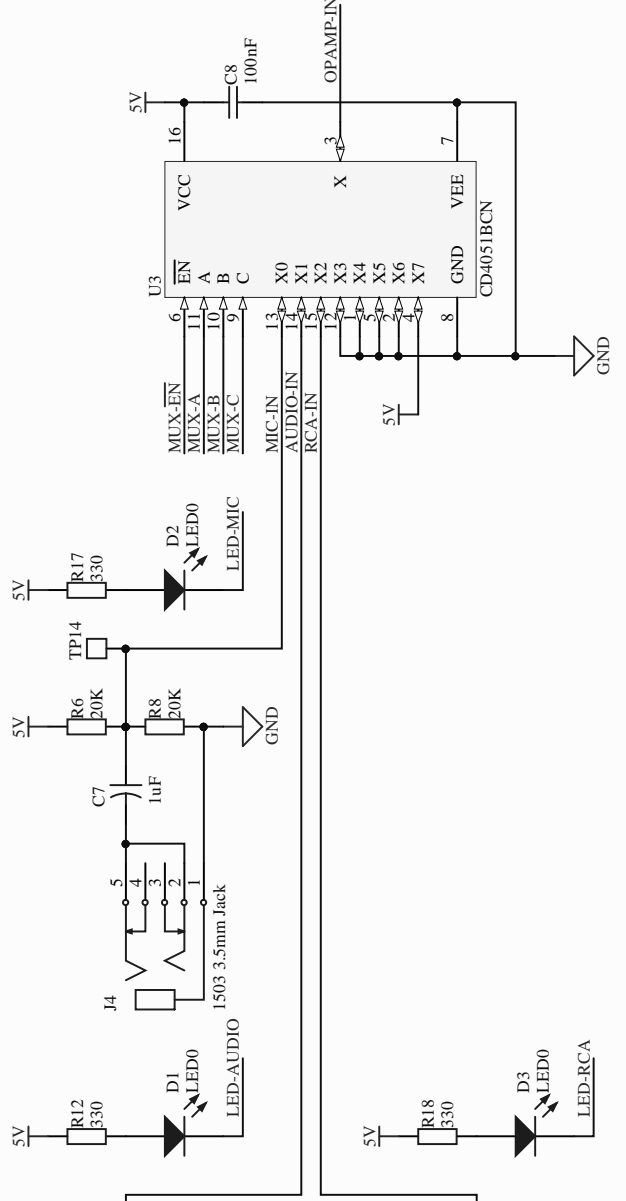 OPAMP-IN
C8
100nF
5V
16
3
7
VCC
X
VEE
U3
EN
A
B
C
X0
X1
X2
X3
X4
X5
X6
X7
GND
CD4051BCN
6
11
10
9
13
14
15
12
1
5
2
4
8
MUX-EN
MUX-A
MUX-B
MUX-C
MIC-IN
AUDIO-IN
RCA-IN
5V
GND
5V
R17
330
D2
LED0
LED-MIC
TP14
5V
R6
20K
R8
20K
GND
C7
1uF
5
4
3
2
1
J4
1503 3.5mm Jack
5V
R12
330
D1
LED0
LED-AUDIO
5V
R18
330
D3
LED0
LED-RCA